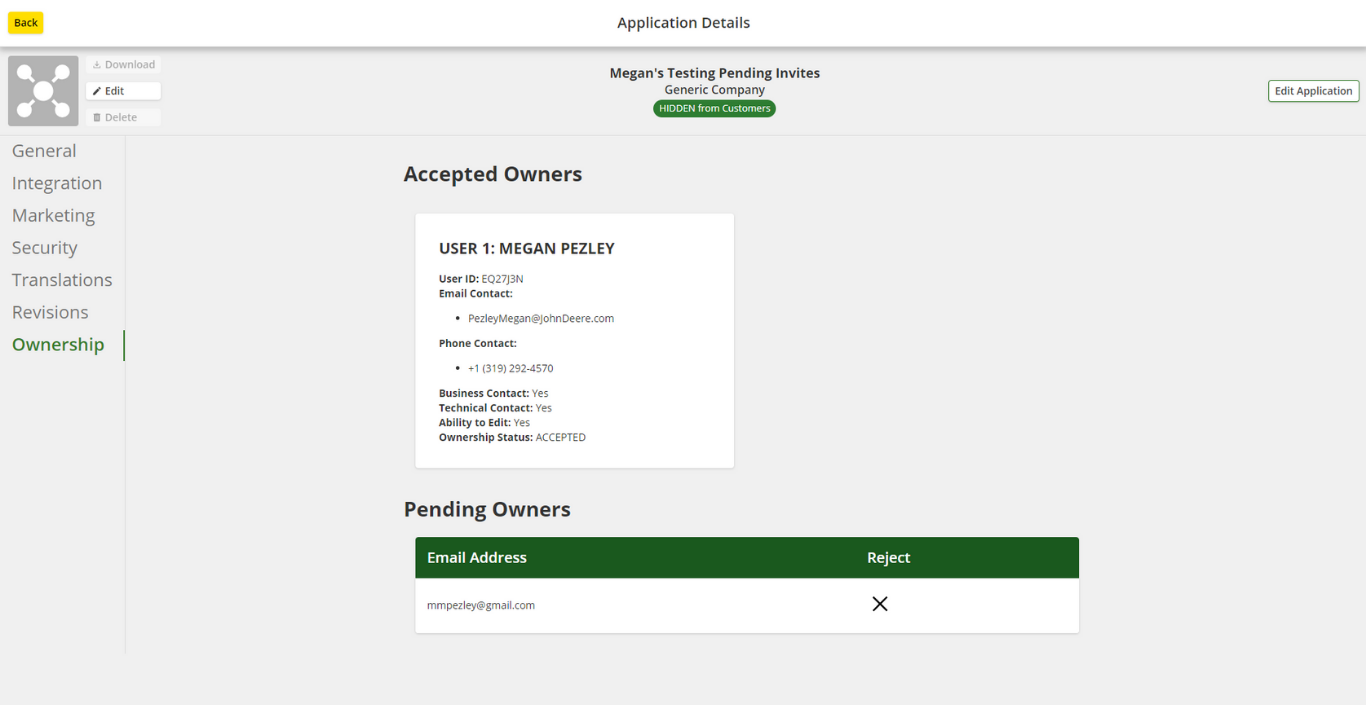 Back
Application Details
Download
Edit
Delete
Megan's Testing Pending Invites
Generic Company
HIDDEN from Customers
Edit Application
General
Integration
Marketing
Security
Translations
Revisions
Ownership
Accepted Owners
USER 1: MEGAN PEZLEY
User ID: EQ27J3N
Email Contact:
• PezleyMegan@JohnDeere.com
Phone Contact:
• +1 (319) 292-4570
Business Contact: Yes
Technical Contact: Yes
Ability to Edit: Yes
Ownership Status: ACCEPTED
Pending Owners
Email Address Reject
mmpezley@gmail.com